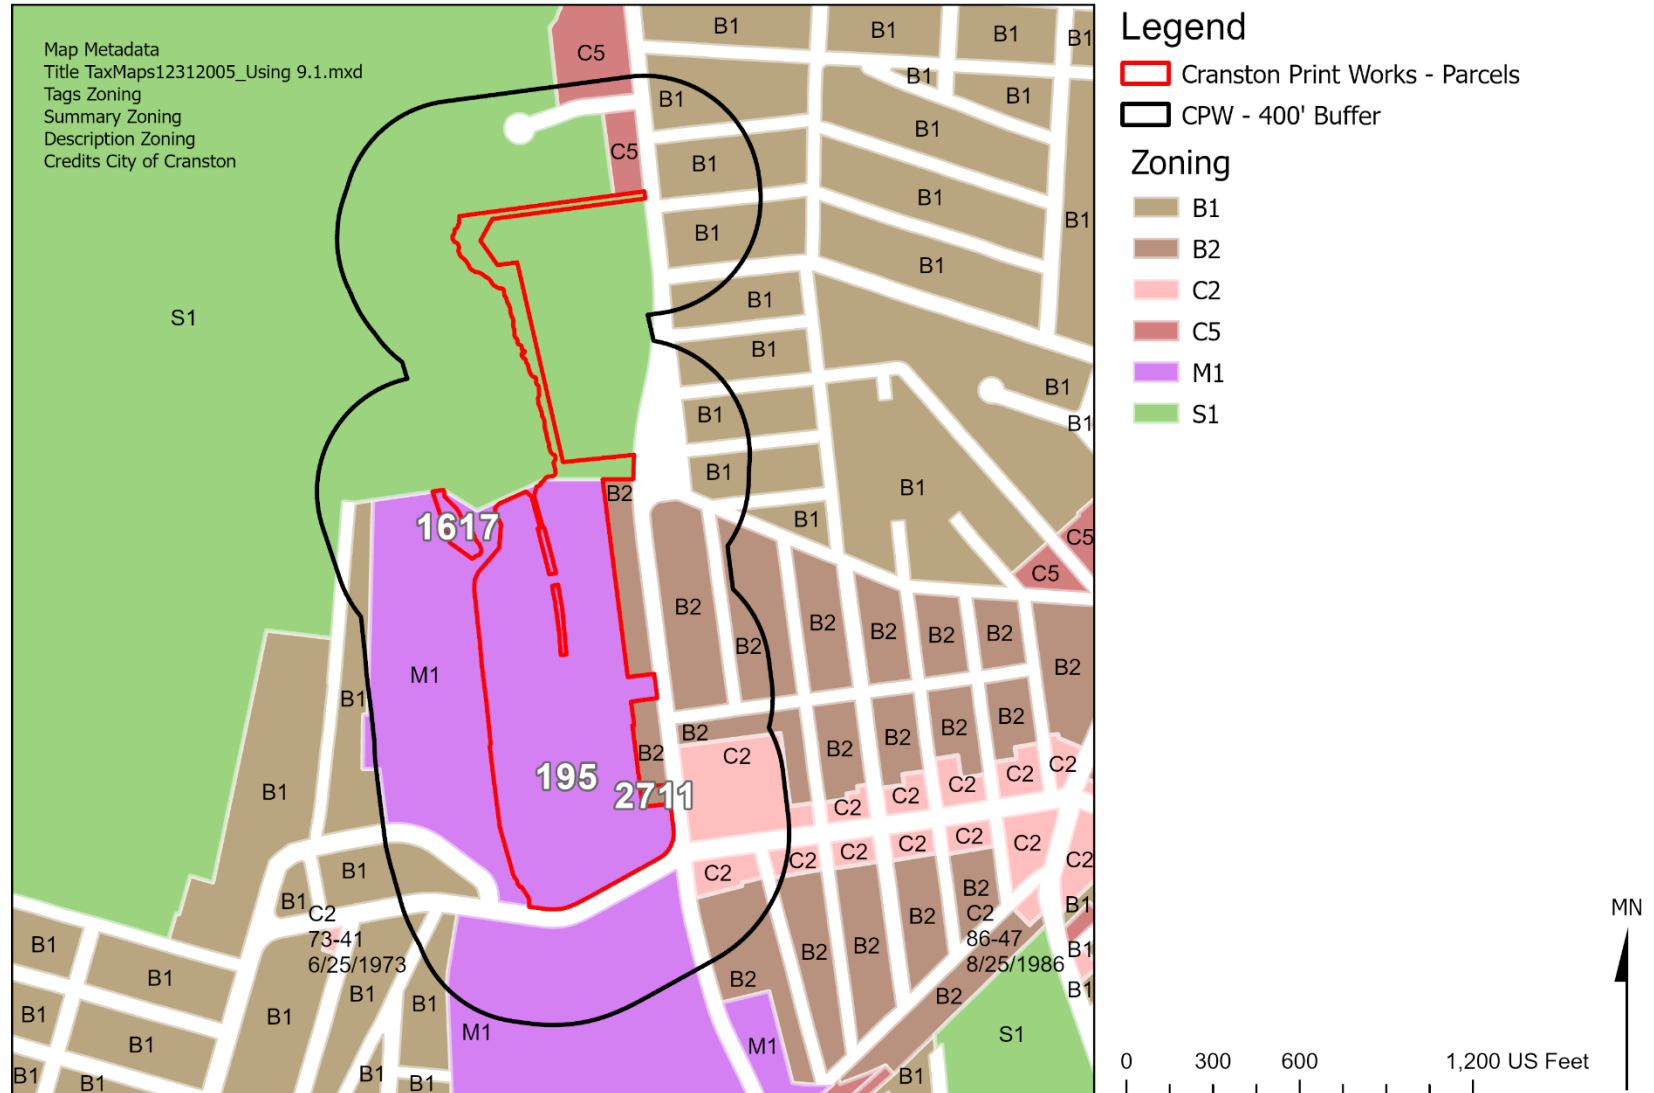 Map Metadata
Title TaxMaps12312005_Using 9.1.mxd
Tags Zoning
Summary Zoning
Description Zoning
Credits City of Cranston
C5
B1
B1
B1
B1
B1
B1
B1
B1
C5
B1
B1
B1
B1
B1
S1
B1
B1
B1
B1
B1
B1
B1
B1
B2
B1
C5
1617
C5
B2
B2
B2
B2
B2
B2
B2
M1
B1
B2
B2
B2
B2
B2
B2
C2
C2
195
2711
C2
C2
C2
C2
B1
C2
C2
C2
C2
C2
C2
C2
B1
B1
C2
73-41
6/25/1973
B2
C2
86-47
8/25/1986
B2
B2
B2
B2
B2
B1
B1
B1
B1
B1
B1
B1
B1
B1
B1
M1
M1
S1
B1
B1
B1
B1
B1
B1
Legend
Cranston Print Works - Parcels
CPW - 400' Buffer
Zoning
B1
B2
C2
C5
M1
S1
MN
0 300 600 1,200 US Feet